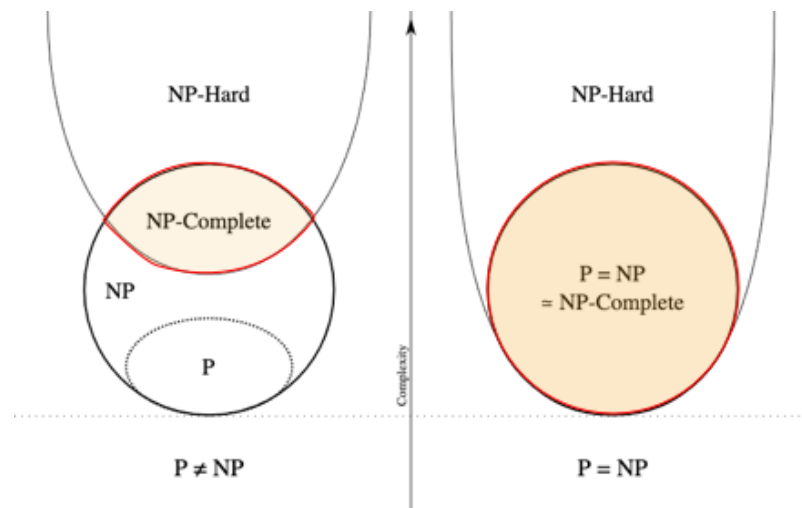 NP-Hard
NP-Complete
NP
P
P ≠ NP
Complexity
NP-Hard
P = NP
≃ NP-Complete
P = NP